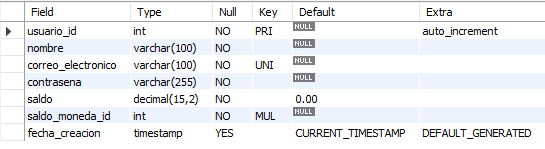 Field Type Null Key Default Extra
usuario_id int NO PRI NULL auto_increment
nombre varchar(100) NO NULL
correo_electronico varchar(100) NO UNI NULL
contrasena varchar(255) NO NULL
saldo decimal(15,2) NO 0.00
saldo_moneda_id int NO MUL NULL
fecha_creacion timestamp YES CURRENT_TIMESTAMP DEFAULT_GENERATED